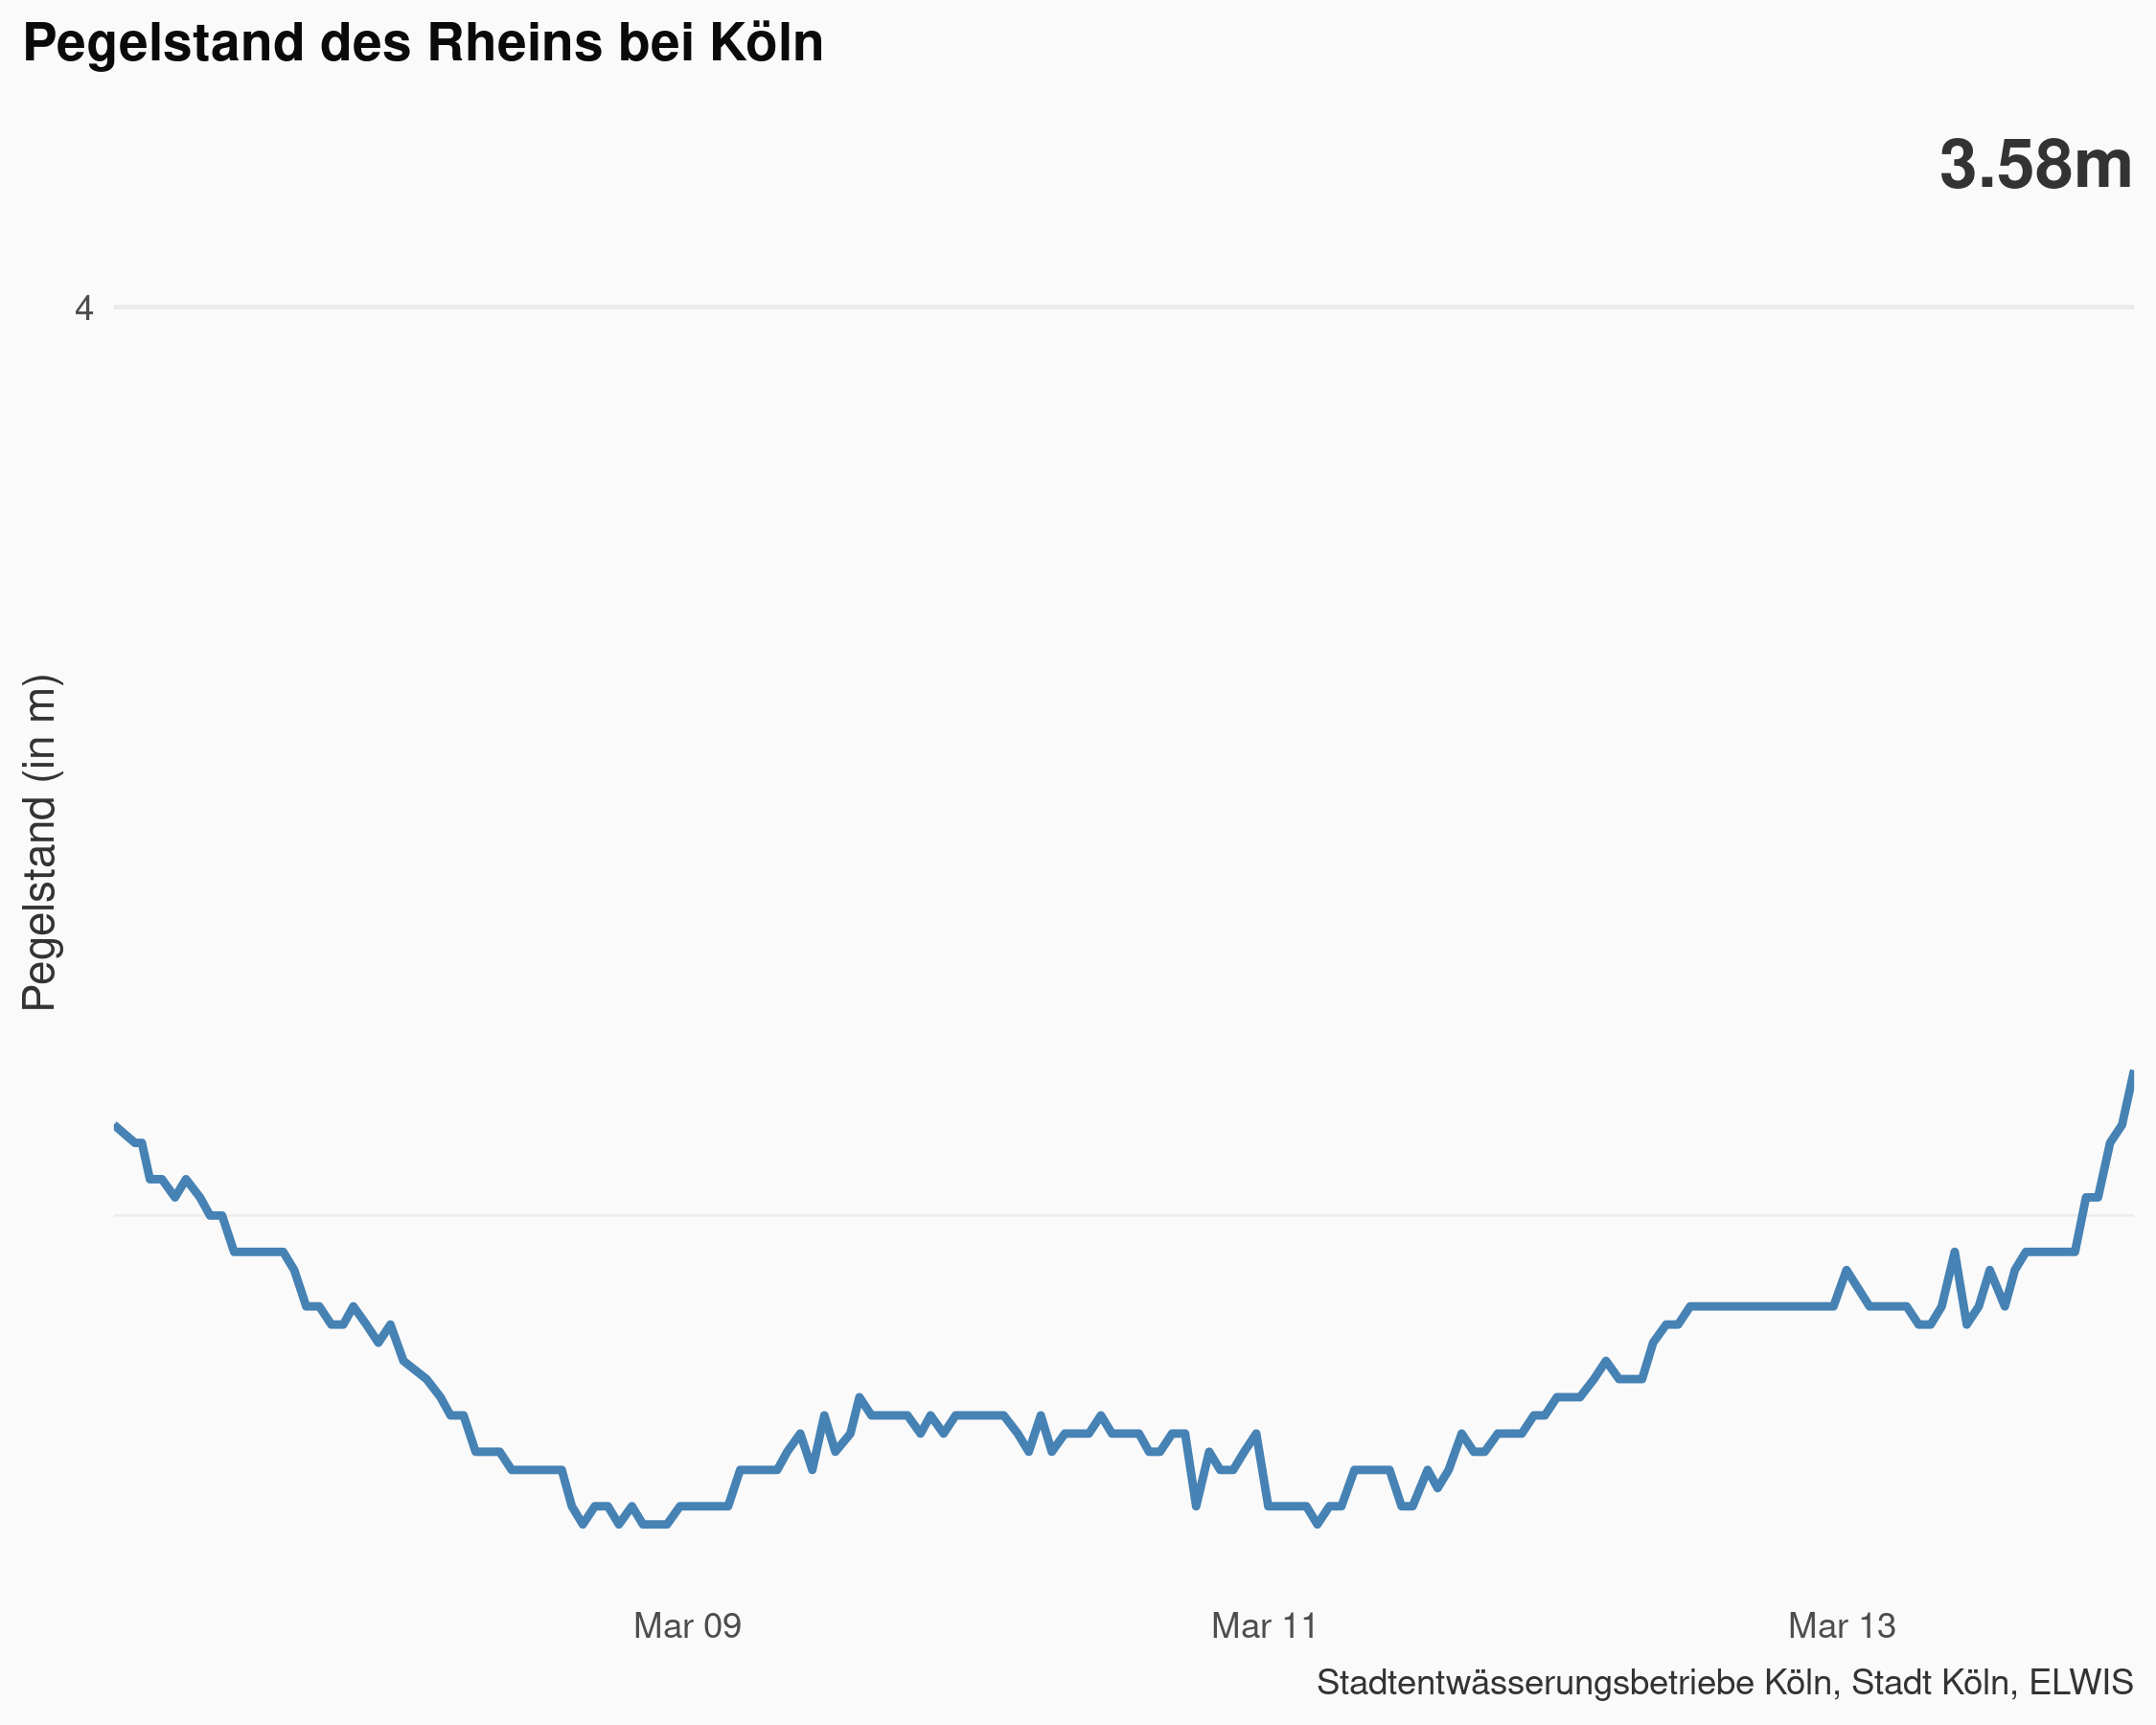 Pegelstand des Rheins bei Köln
3.58m
4
Pegelstand (in m)
Mar 09
Mar 11
Mar 13
Stadtentwässerungsbetriebe Köln, Stadt Köln, ELWIS